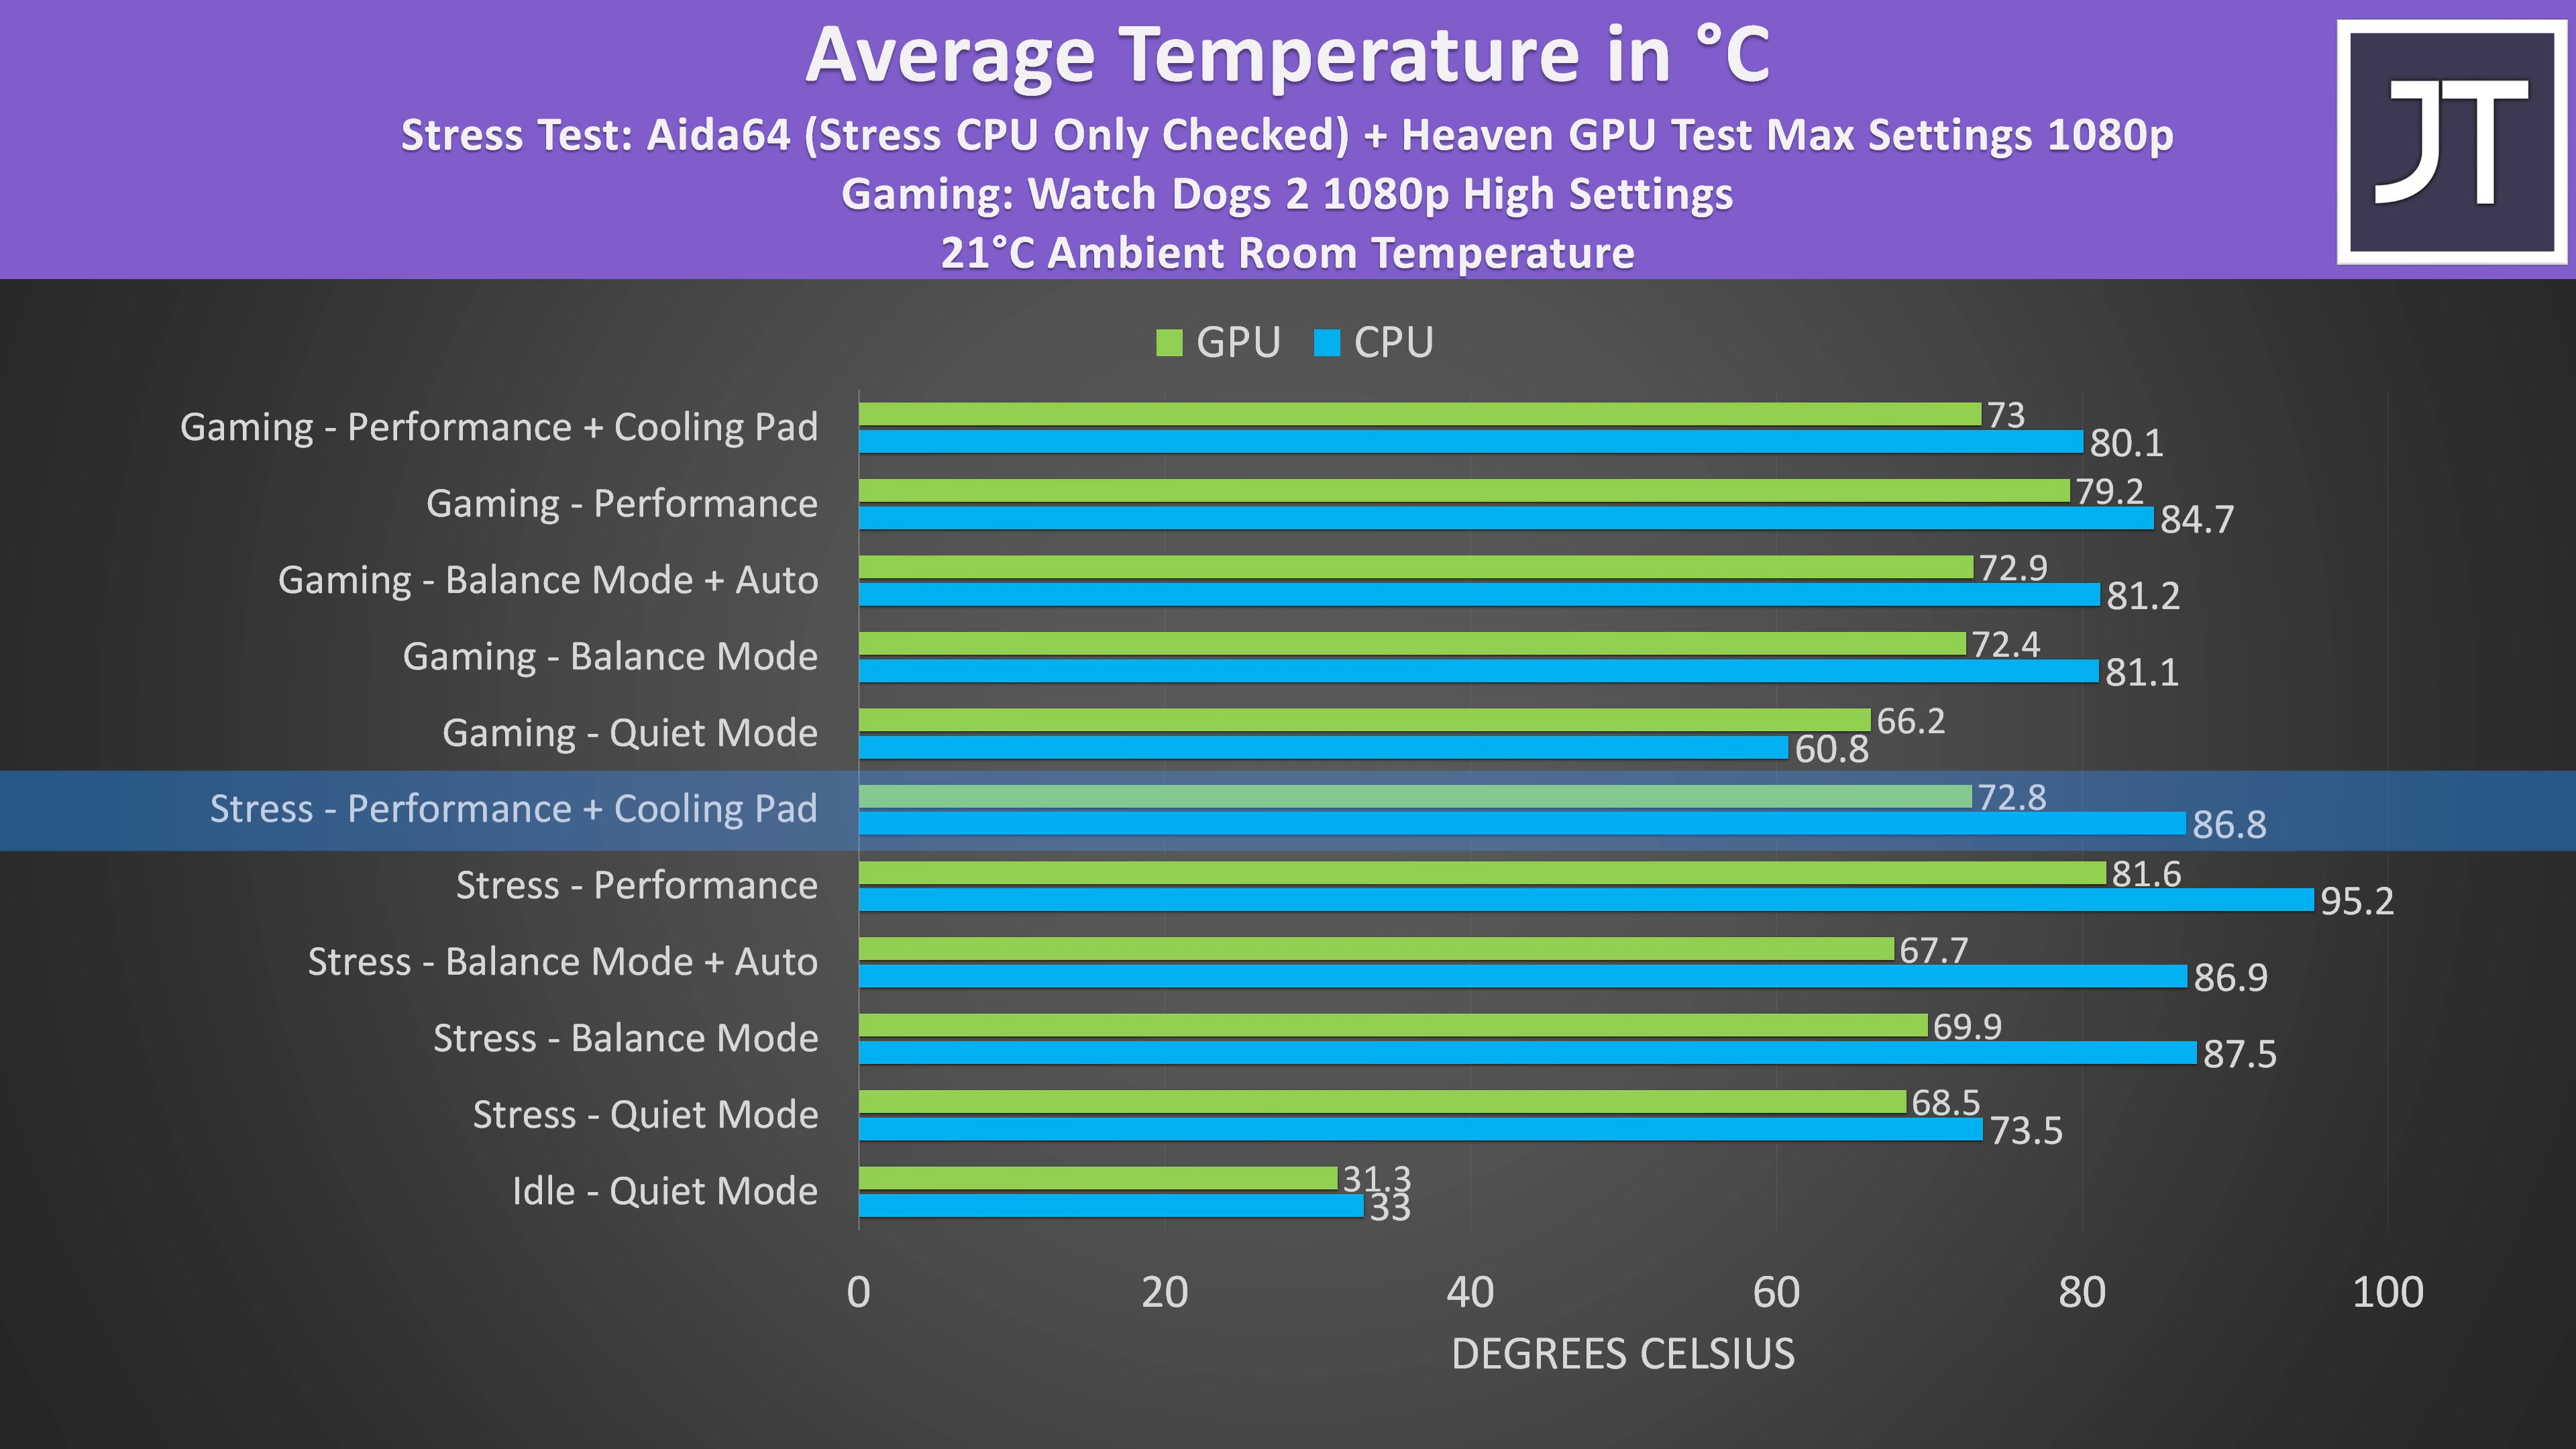 Average Temperature in °C
JT
Stress Test: Aida64 (Stress CPU Only Checked) + Heaven GPU Test Max Settings 1080p
Gaming: Watch Dogs 2 1080p High Settings
21°C Ambient Room Temperature
GPU CPU
Gaming - Performance + Cooling Pad
73
80.1
Gaming - Performance
79.2
84.7
Gaming - Balance Mode + Auto
72.9
81.2
Gaming - Balance Mode
72.4
81.1
Gaming - Quiet Mode
66.2
60.8
Stress - Performance + Cooling Pad
72.8
86.8
Stress - Performance
81.6
95.2
Stress - Balance Mode + Auto
67.7
86.9
Stress - Balance Mode
69.9
87.5
Stress - Quiet Mode
68.5
73.5
Idle - Quiet Mode
31.3
33
0 20 40 60 80 100
DEGREES CELSIUS